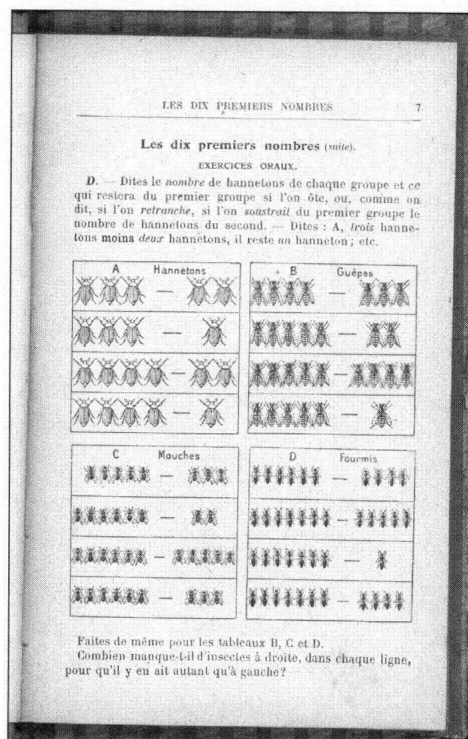 LES DIX PREMIERS NOMBRES 7
Les dix premiers nombres (suite).
EXERCICES ORAUX.
D. — Dites le nombre de hannetons de chaque groupe et ce
qui restera du premier groupe si l'on ôte, ou, comme on
dit, si l'on retranche, si l'on soustrait du premier groupe le
nombre de hannetons du second. — Dites : A, trois hanne-
tons moins deux hannetons, il reste un hanneton ; etc.
A Hannetons
B Guêpes
C Mouches
D Fourmis
Faites de même pour les tableaux B, C et D.
Combien manque-t-il d'insectes à droite, dans chaque ligne,
pour qu'il y en ait autant qu'à gauche ?